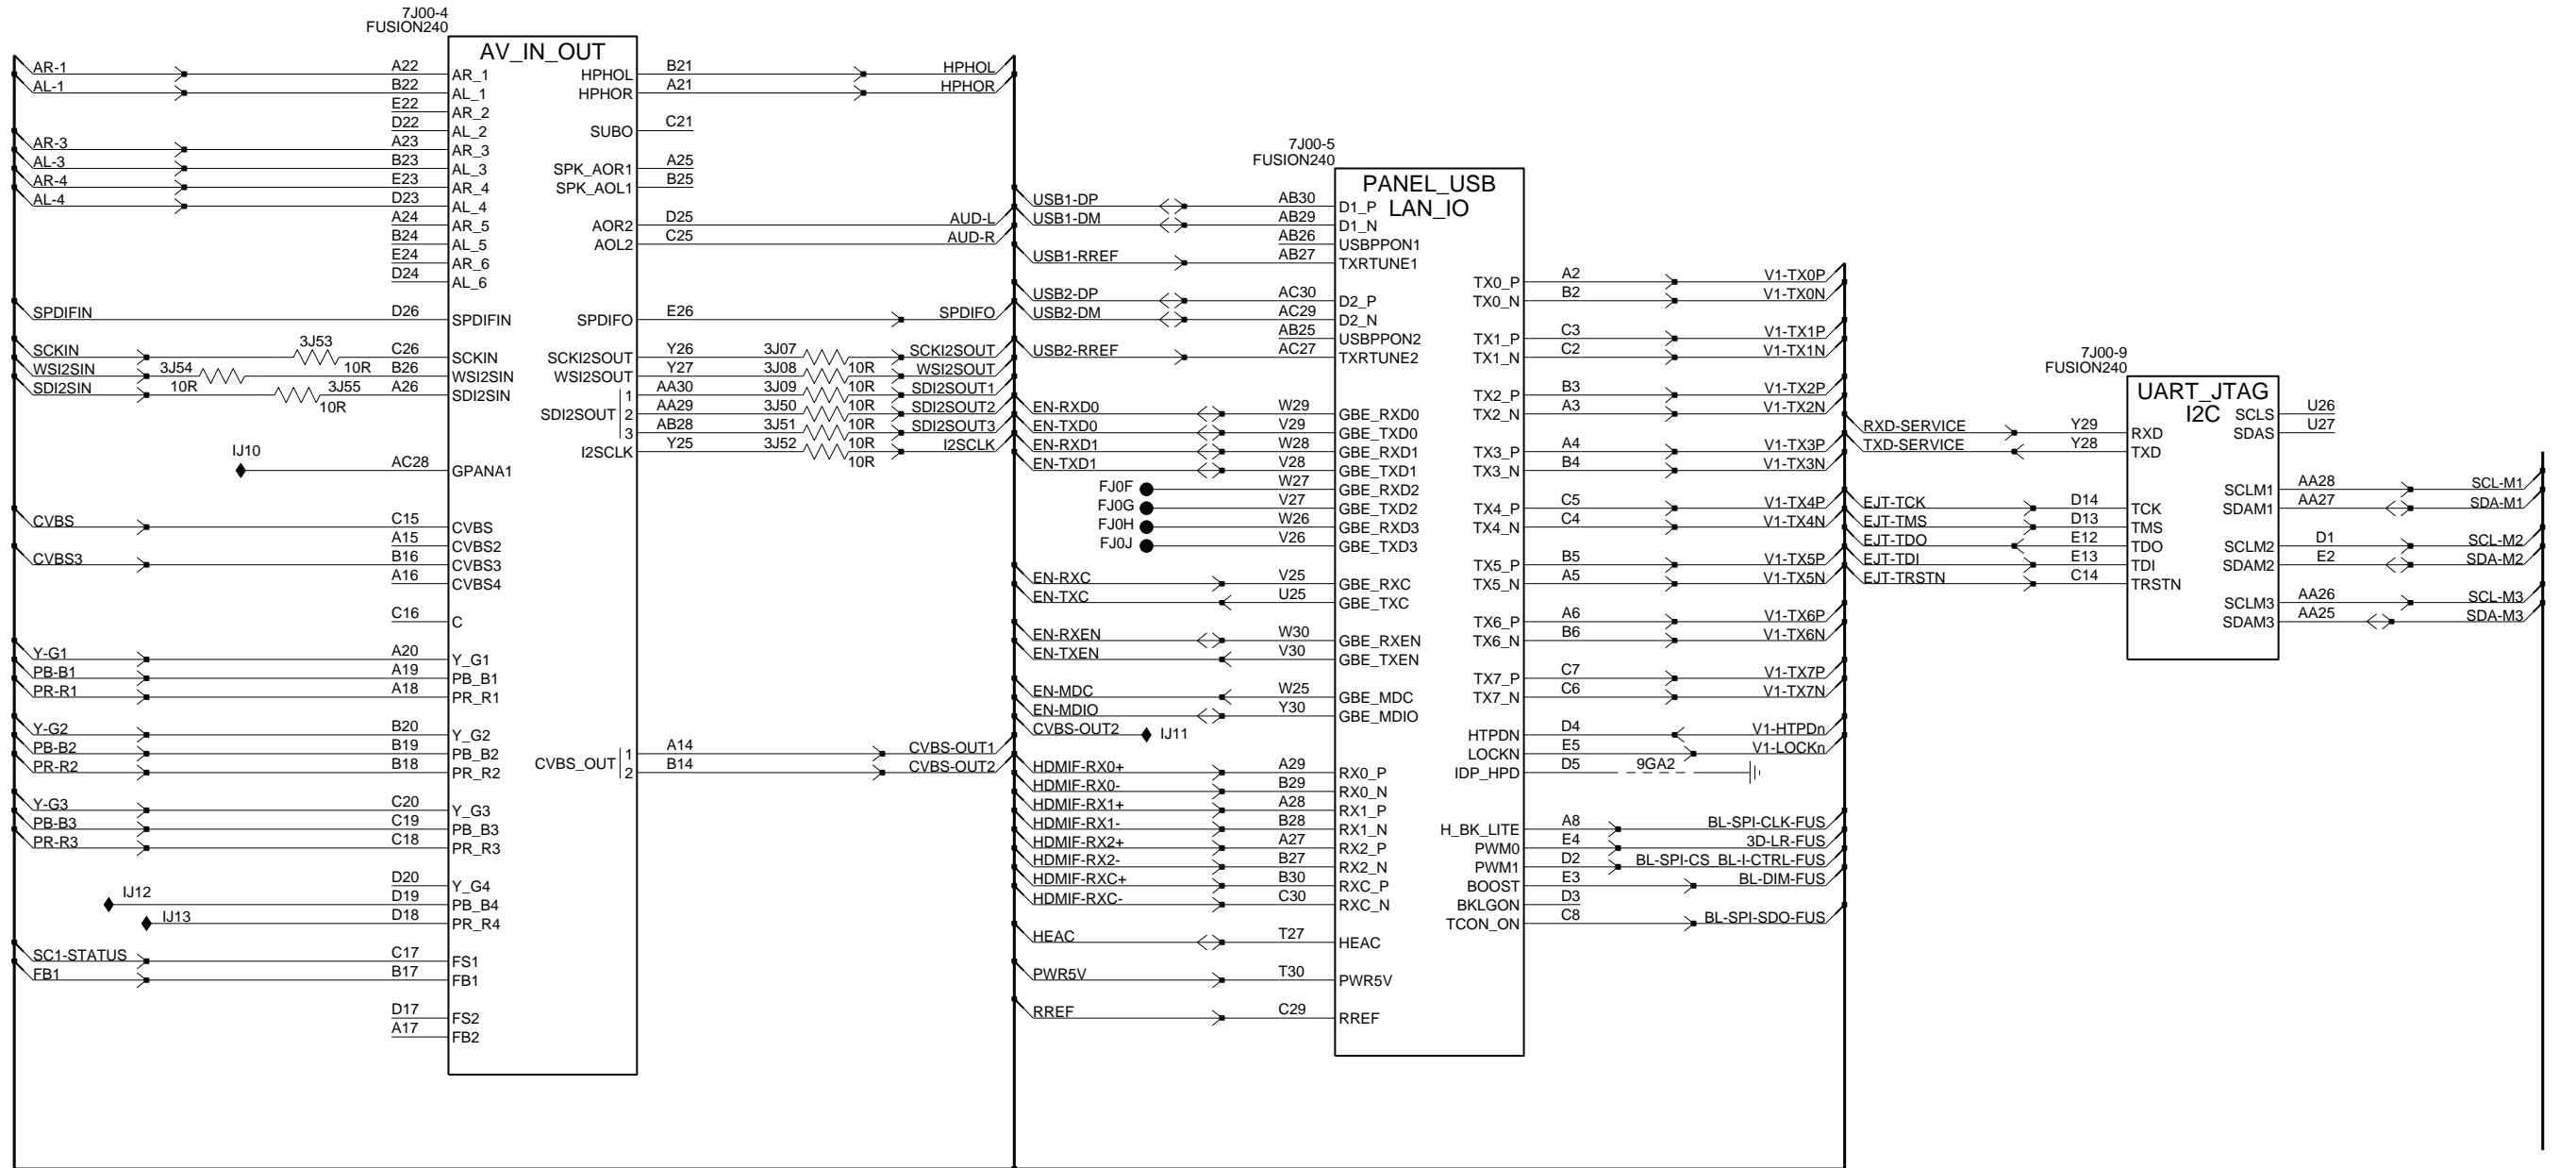 7J00-4
FUSION240
AV_IN_OUT
AR-1 A22 AR_1
AL-1 B22 AL_1
E22 AR_2
D22 AL_2
AR-3 A23 AR_3
AL-3 B23 AL_3
AR-4 E23 AR_4
AL-4 D23 AL_4
A24 AR_5
B24 AL_5
E24 AR_6
D24 AL_6
SPDIFIN D26 SPDIFIN
SCKIN 3J53 10R C26 SCKIN
WSI2SIN 3J54 10R B26 WSI2SIN
SDI2SIN 3J55 10R A26 SDI2SIN
IJ10 AC28 GPANA1
CVBS C15 CVBS
A15 CVBS2
CVBS3 B16 CVBS3
A16 CVBS4
C16 C
Y-G1 A20 Y_G1
PB-B1 A19 PB_B1
PR-R1 A18 PR_R1
Y-G2 B20 Y_G2
PB-B2 B19 PB_B2
PR-R2 B18 PR_R2
Y-G3 C20 Y_G3
PB-B3 C19 PB_B3
PR-R3 C18 PR_R3
D20 Y_G4
IJ12 D19 PB_B4
IJ13 D18 PR_R4
SC1-STATUS C17 FS1
FB1 B17 FB1
D17 FS2
A17 FB2
HPHOL B21 HPHOL
HPHOR A21 HPHOR
SUBO C21
SPK_AOR1 A25
SPK_AOL1 B25
AOR2 D25 AUD-L
AOL2 C25 AUD-R
SPDIFO E26 SPDIFO
SCKI2SOUT Y26 3J07 10R SCKI2SOUT
WSI2SOUT Y27 3J08 10R WSI2SOUT
1 AA30 3J09 10R SDI2SOUT1
SDI2SOUT 2 AA29 3J50 10R SDI2SOUT2
3 AB28 3J51 10R SDI2SOUT3
I2SCLK Y25 3J52 10R I2SCLK
CVBS_OUT 1 A14 CVBS-OUT1
2 B14 CVBS-OUT2
7J00-5
FUSION240
PANEL_USB
LAN_IO
USB1-DP AB30 D1_P
USB1-DM AB29 D1_N
AB26 USBPPON1
USB1-RREF AB27 TXRTUNE1
USB2-DP AC30 D2_P
USB2-DM AC29 D2_N
AB25 USBPPON2
USB2-RREF AC27 TXRTUNE2
EN-RXD0 W29 GBE_RXD0
EN-TXD0 V29 GBE_TXD0
EN-RXD1 W28 GBE_RXD1
EN-TXD1 V28 GBE_TXD1
FJ0F W27 GBE_RXD2
FJ0G V27 GBE_TXD2
FJ0H W26 GBE_RXD3
FJ0J V26 GBE_TXD3
EN-RXC V25 GBE_RXC
EN-TXC U25 GBE_TXC
EN-RXEN W30 GBE_RXEN
EN-TXEN V30 GBE_TXEN
EN-MDC W25 GBE_MDC
EN-MDIO Y30 GBE_MDIO
CVBS-OUT2 IJ11
HDMIF-RX0+ A29 RX0_P
HDMIF-RX0- B29 RX0_N
HDMIF-RX1+ A28 RX1_P
HDMIF-RX1- B28 RX1_N
HDMIF-RX2+ A27 RX2_P
HDMIF-RX2- B27 RX2_N
HDMIF-RXC+ B30 RXC_P
HDMIF-RXC- C30 RXC_N
HEAC T27 HEAC
PWR5V T30 PWR5V
RREF C29 RREF
TX0_P A2 V1-TX0P
TX0_N B2 V1-TX0N
TX1_P C3 V1-TX1P
TX1_N C2 V1-TX1N
TX2_P B3 V1-TX2P
TX2_N A3 V1-TX2N
TX3_P A4 V1-TX3P
TX3_N B4 V1-TX3N
TX4_P C5 V1-TX4P
TX4_N C4 V1-TX4N
TX5_P B5 V1-TX5P
TX5_N A5 V1-TX5N
TX6_P A6 V1-TX6P
TX6_N B6 V1-TX6N
TX7_P C7 V1-TX7P
TX7_N C6 V1-TX7N
HTPDN D4 V1-HTPDn
LOCKN E5 V1-LOCKn
IDP_HPD D5 9GA2
H_BK_LITE A8 BL-SPI-CLK-FUS
PWM0 E4 3D-LR-FUS
PWM1 D2 BL-SPI-CS_BL-I-CTRL-FUS
BOOST E3 BL-DIM-FUS
BKLGON D3
TCON_ON C8 BL-SPI-SDO-FUS
7J00-9
FUSION240
UART_JTAG
I2C
RXD-SERVICE Y29 RXD
TXD-SERVICE Y28 TXD
EJT-TCK D14 TCK
EJT-TMS D13 TMS
EJT-TDO E12 TDO
EJT-TDI E13 TDI
EJT-TRSTN C14 TRSTN
SCLS U26
SDAS U27
SCLM1 AA28 SCL-M1
SDAM1 AA27 SDA-M1
SCLM2 D1 SCL-M2
SDAM2 E2 SDA-M2
SCLM3 AA26 SCL-M3
SDAM3 AA25 SDA-M3